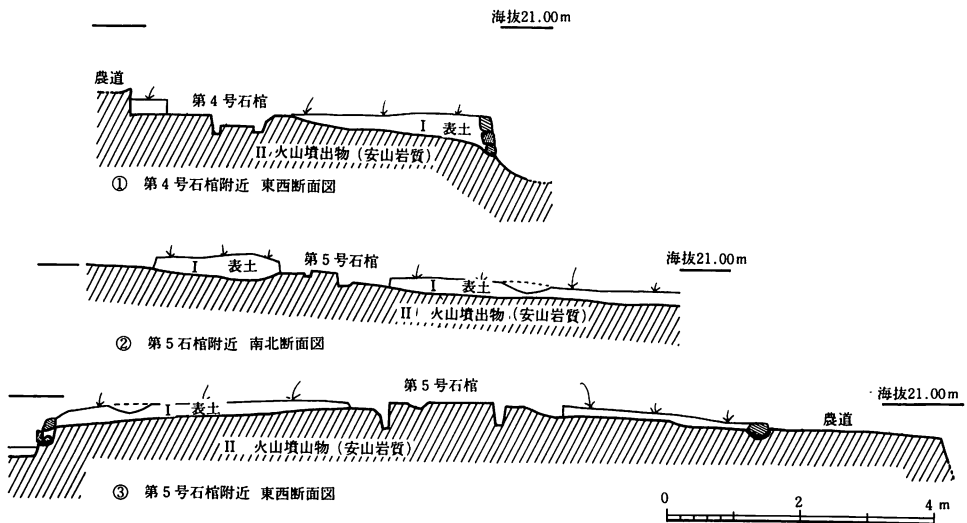 海抜21.00m
農道
第4号石棺
I 表土
II 火山墳出物(安山岩質)
① 第4号石棺附近 東西断面図
海抜21.00m
第5号石棺
I 表土
I 表土
II 火山墳出物(安山岩質)
② 第5石棺附近 南北断面図
第5号石棺
海抜21.00m
I 表土
農道
II 火山墳山物(安山岩質)
③ 第5号石棺附近 東西断面図
0 2 4 m